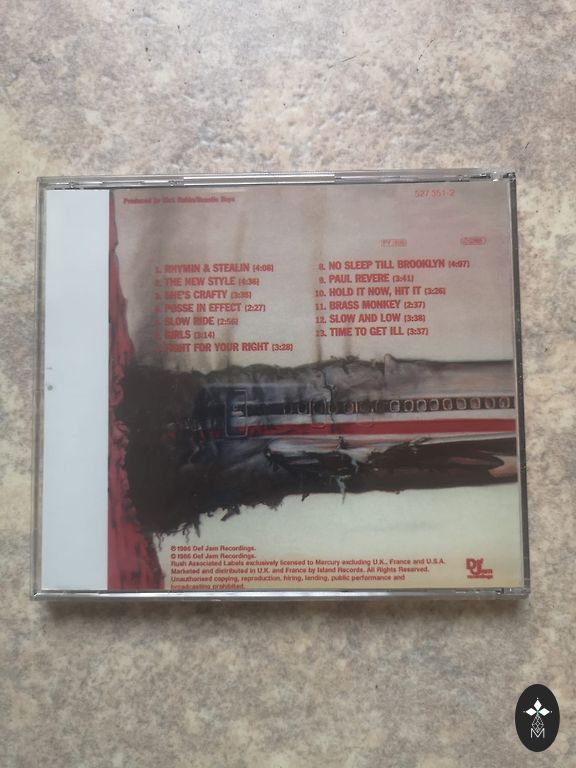 Produced by Rick Rubin/Beastie Boys
527 351-2
1. RHYMIN & STEALIN (4:08)
2. THE NEW STYLE (4:36)
3. SHE'S CRAFTY (3:35)
4. POSSE IN EFFECT (2:27)
5. SLOW RIDE (2:56)
6. GIRLS (3:14)
7. FIGHT FOR YOUR RIGHT (3:28)
8. NO SLEEP TILL BROOKLYN (4:07)
9. PAUL REVERE (3:41)
10. HOLD IT NOW, HIT IT (3:26)
11. BRASS MONKEY (2:37)
12. SLOW AND LOW (3:38)
13. TIME TO GET ILL (3:37)
℗ 1986 Def Jam Recordings.
© 1986 Def Jam Recordings.
Rush Associated Labels exclusively licensed to Mercury excluding U.K., France and U.S.A.
Marketed and distributed in U.K. and France by Island Records. All Rights Reserved.
Unauthorised copying, reproduction, hiring, lending, public performance and
broadcasting prohibited.
Def
Jam
recordings
M